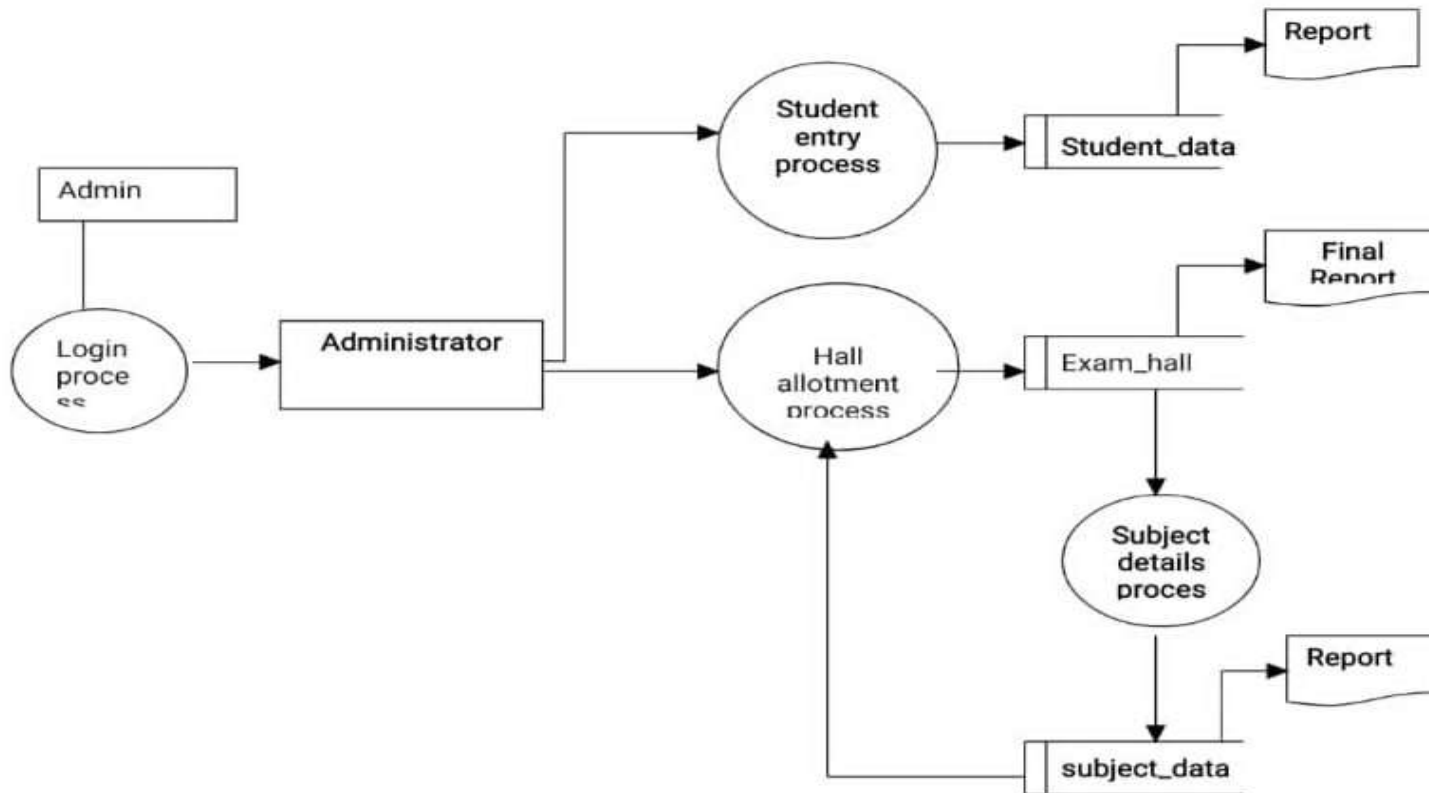 Report
Student
entry
process
Student_data
Admin
Final
Report
Administrator
Login
proce
ss
Hall
allotment
process
Exam_hall
Subject
details
proces
Report
subject_data